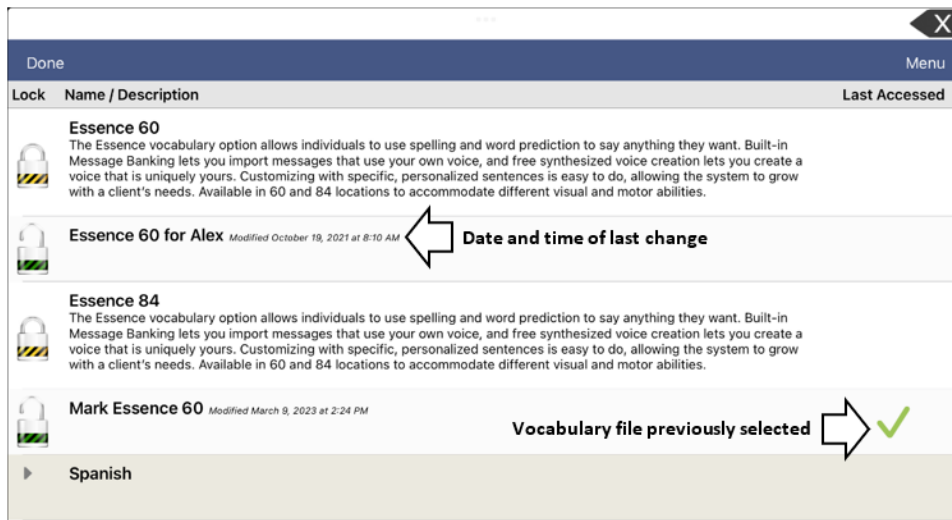 X
Done Menu
Lock Name / Description Last Accessed
Essence 60
The Essence vocabulary option allows individuals to use spelling and word prediction to say anything they want. Built-in
Message Banking lets you import messages that use your own voice, and free synthesized voice creation lets you create a
voice that is uniquely yours. Customizing with specific, personalized sentences is easy to do, allowing the system to grow
with a client's needs. Available in 60 and 84 locations to accommodate different visual and motor abilities.
Essence 60 for Alex Modified October 19, 2021 at 8:10 AM Date and time of last change
Essence 84
The Essence vocabulary option allows individuals to use spelling and word prediction to say anything they want. Built-in
Message Banking lets you import messages that use your own voice, and free synthesized voice creation lets you create a
voice that is uniquely yours. Customizing with specific, personalized sentences is easy to do, allowing the system to grow
with a client's needs. Available in 60 and 84 locations to accommodate different visual and motor abilities.
Mark Essence 60 Modified March 9, 2023 at 2:24 PM
Vocabulary file previously selected
Spanish